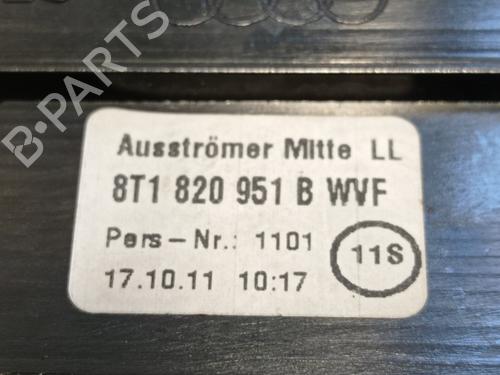 Ausströmer Mitte LL
8T1 820 951 B WVF
Pers-Nr.: 1101
11S
17.10.11 10:17
B-PARTS